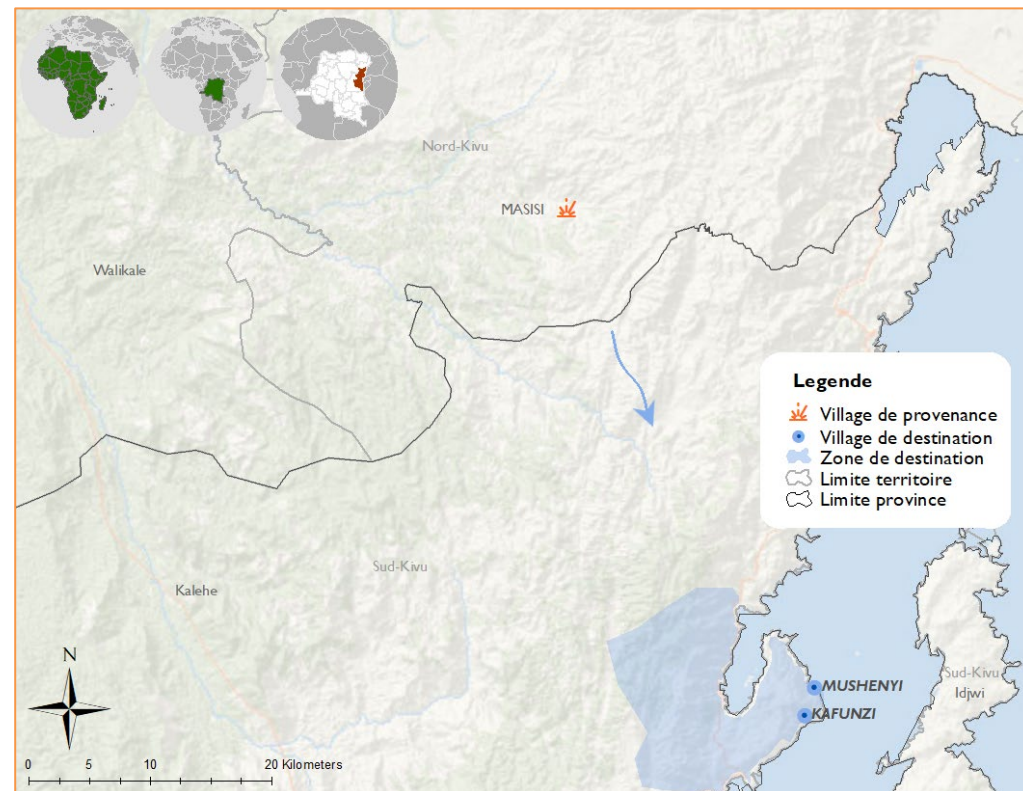 Nord-Kivu
MASISI
Walikale
Legende
Village de provenance
Village de destination
Zone de destination
Limite territoire
Limite province
Sud-Kivu
Kalehe
Sud-Kivu
Idjwi
MUSHENYI
KAFUNZI
N
0 5 10 20 Kilometers